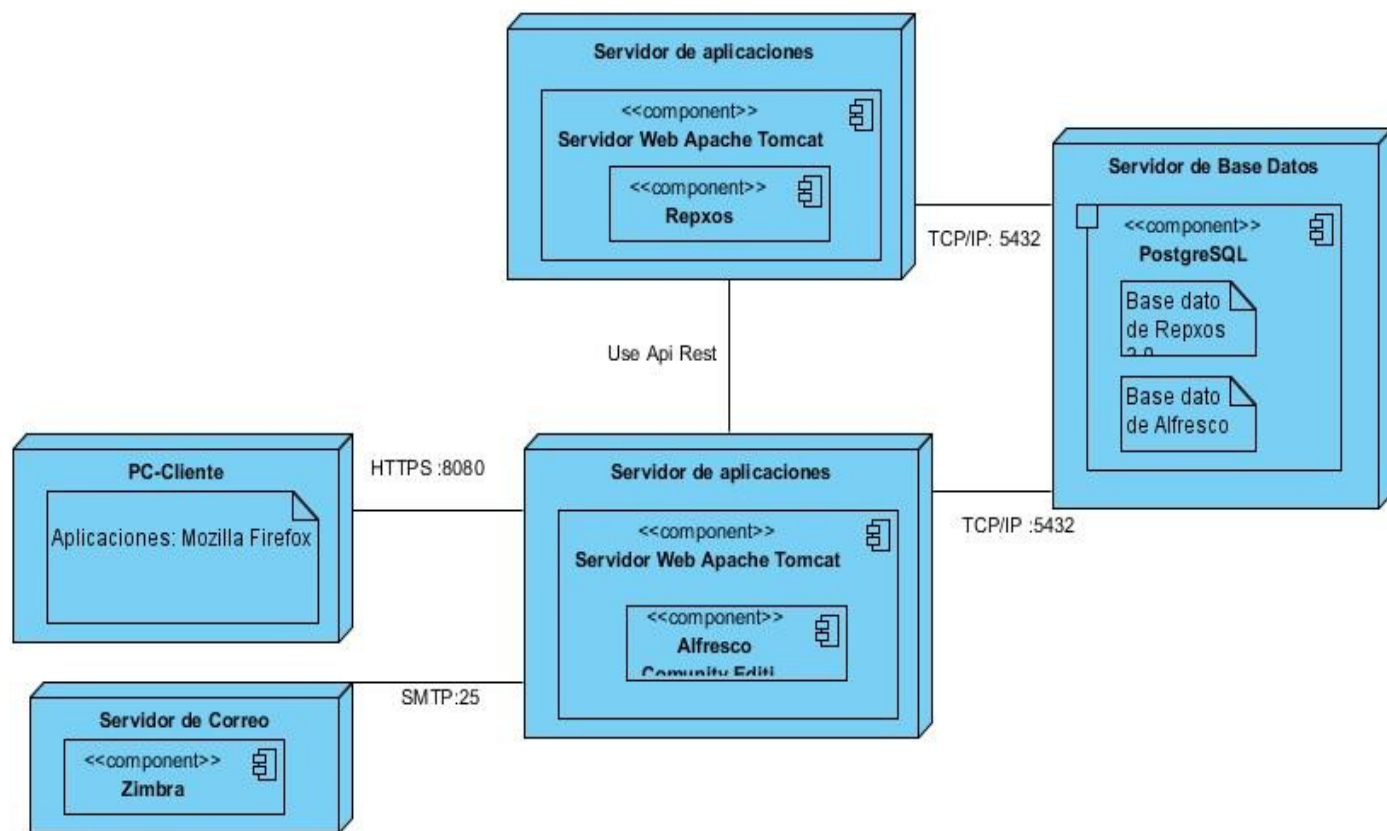 Servidor de aplicaciones
<<component>>
Servidor Web Apache Tomcat
<<component>>
Repxos
Servidor de Base Datos
<<component>>
PostgreSQL
Base dato
de Repxos
Base dato
de Alfresco
TCP/IP: 5432
Use Api Rest
PC-Cliente
Aplicaciones: Mozilla Firefox
HTTPS :8080
Servidor de aplicaciones
<<component>>
Servidor Web Apache Tomcat
<<component>>
Alfresco
Comunity Editi
TCP/IP :5432
SMTP:25
Servidor de Correo
<<component>>
Zimbra